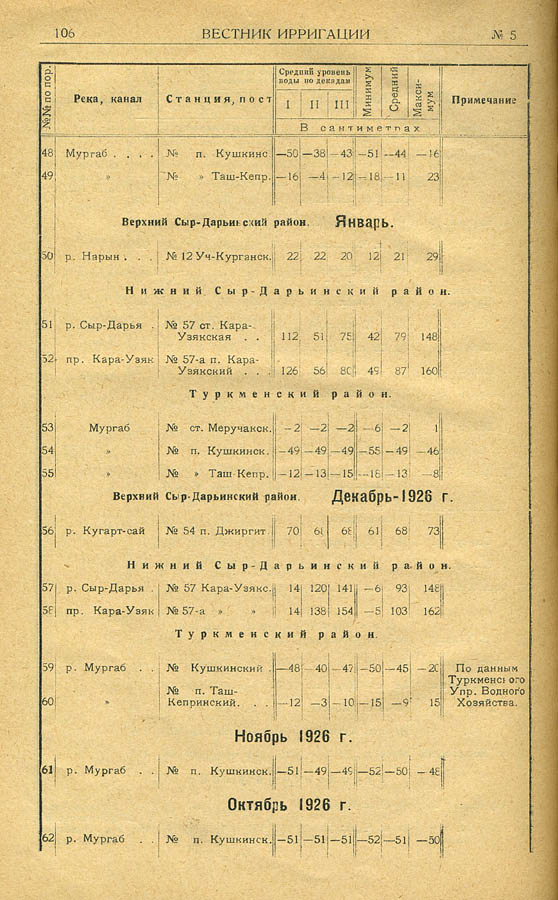 106 ВЕСТНИК ИРРИГАЦИИ № 5
№№ по пор. Река, канал Станция, пост Средний уровень воды по декадам Минимум Средний Макси-мум Примечание
I II III
В сантиметрах
48 Мургаб . . . . № п. Кушкинс —50 —38 —43 —51 —44 —16
49 » № » Таш-Кепр. —16 —4 —12 —18 —11 23
Верхний Сыр-Дарьинский район. Январь.
50 р. Нарын . . . № 12 Уч-Курганск. 22 22 20 12 21 29
Нижний Сыр-Дарьинский район.
51 р. Сыр-Дарья . № 57 ст. Кара-
Узякская . . 112 51 75 42 79 148
52 пр. Кара-Узяк № 57-а п. Кара-
Узякский . . . 126 56 80 49 87 160
Туркменский район.
53 Мургаб № ст. Меручакск. —2 —2 —2 —6 —2 1
54 » № п. Кушкинск. —49 —49 —49 —55 —49 —46
55 » № » Таш Кепр. —12 —13 —15 —13 —8
Верхний Сыр-Дарьинский район. Декабрь-1926 г.
56 р. Кугарт-сай № 54 п. Джиргит. 70 68 61 68 73
Нижний Сыр-Дарьинский район.
57 р. Сыр-Дарья . № 57 Кара-Узякс. 14 120 141 —6 93 148
58 пр. Кара-Узяк № 57-а » » 14 138 154 —5 103 162
Туркменский район.
59 р. Мургаб . . № Кушкинский . —48 40 —47 —50 —45 По данным
Туркменского
№ п. Таш- Упр. Водного
60 » Кепринский. . . —12 —3 —10 —15 —9 15 Хозяйства.
Ноябрь 1926 г.
61 р. Мургаб . . № п. Кушкинск. —51 —49 —49 —52 —50 —48
Октябрь 1926 г.
62 р. Мургаб . . № п. Кушкинск. —51 —51 —51 —52 —51 —50